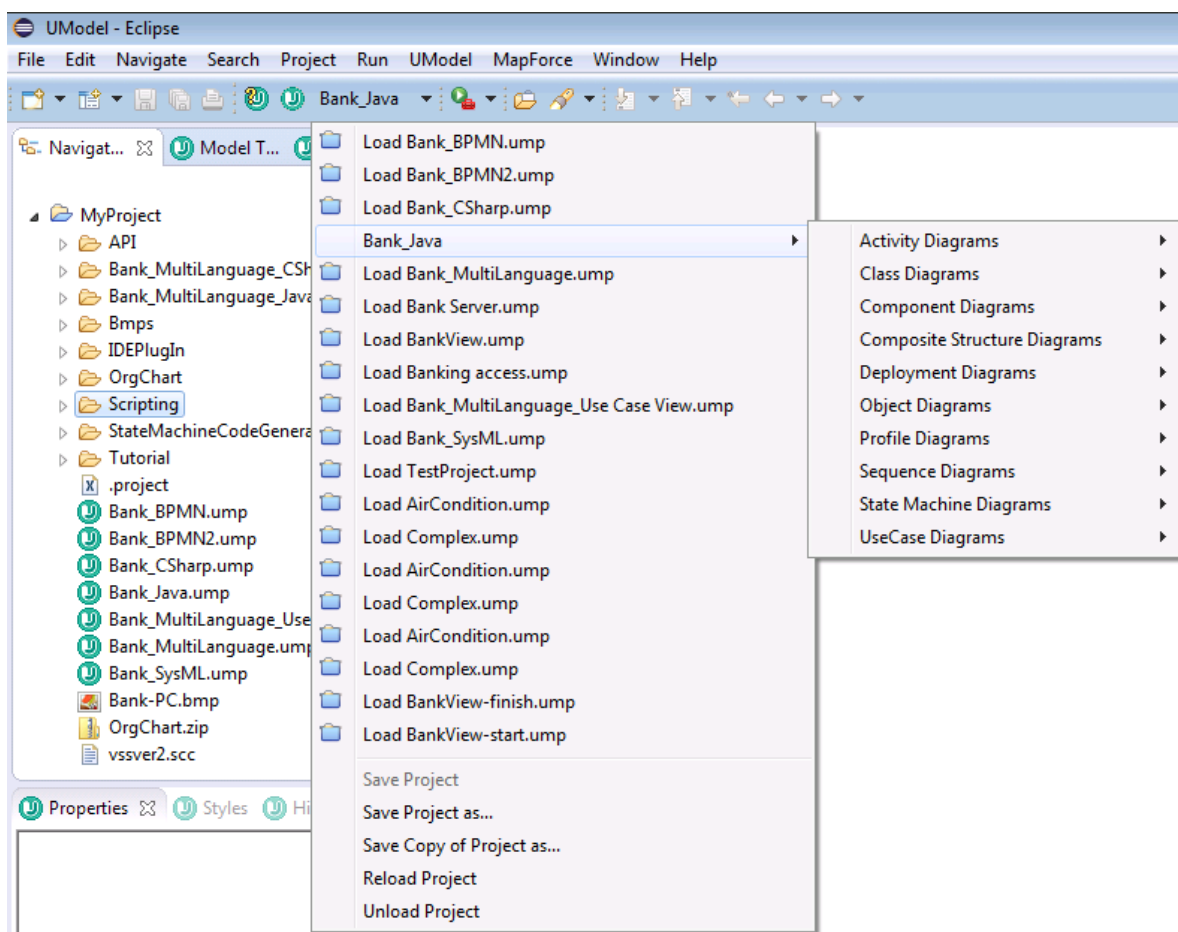 UModel - Eclipse
File Edit Navigate Search Project Run UModel MapForce Window Help
Bank_Java
Navigat... Model T...
MyProject
API
Bank_MultiLanguage_CSh
Bank_MultiLanguage_Java
Bmps
IDEPlugIn
OrgChart
Scripting
StateMachineCodeGenera
Tutorial
.project
Bank_BPMN.ump
Bank_BPMN2.ump
Bank_CSharp.ump
Bank_Java.ump
Bank_MultiLanguage_Use
Bank_MultiLanguage.ump
Bank_SysML.ump
Bank-PC.bmp
OrgChart.zip
vssver2.scc
Properties Styles Hi
Load Bank_BPMN.ump
Load Bank_BPMN2.ump
Load Bank_CSharp.ump
Bank_Java
Load Bank_MultiLanguage.ump
Load Bank Server.ump
Load BankView.ump
Load Banking access.ump
Load Bank_MultiLanguage_Use Case View.ump
Load Bank_SysML.ump
Load TestProject.ump
Load AirCondition.ump
Load Complex.ump
Load AirCondition.ump
Load Complex.ump
Load AirCondition.ump
Load Complex.ump
Load BankView-finish.ump
Load BankView-start.ump
Save Project
Save Project as...
Save Copy of Project as...
Reload Project
Unload Project
Activity Diagrams
Class Diagrams
Component Diagrams
Composite Structure Diagrams
Deployment Diagrams
Object Diagrams
Profile Diagrams
Sequence Diagrams
State Machine Diagrams
UseCase Diagrams